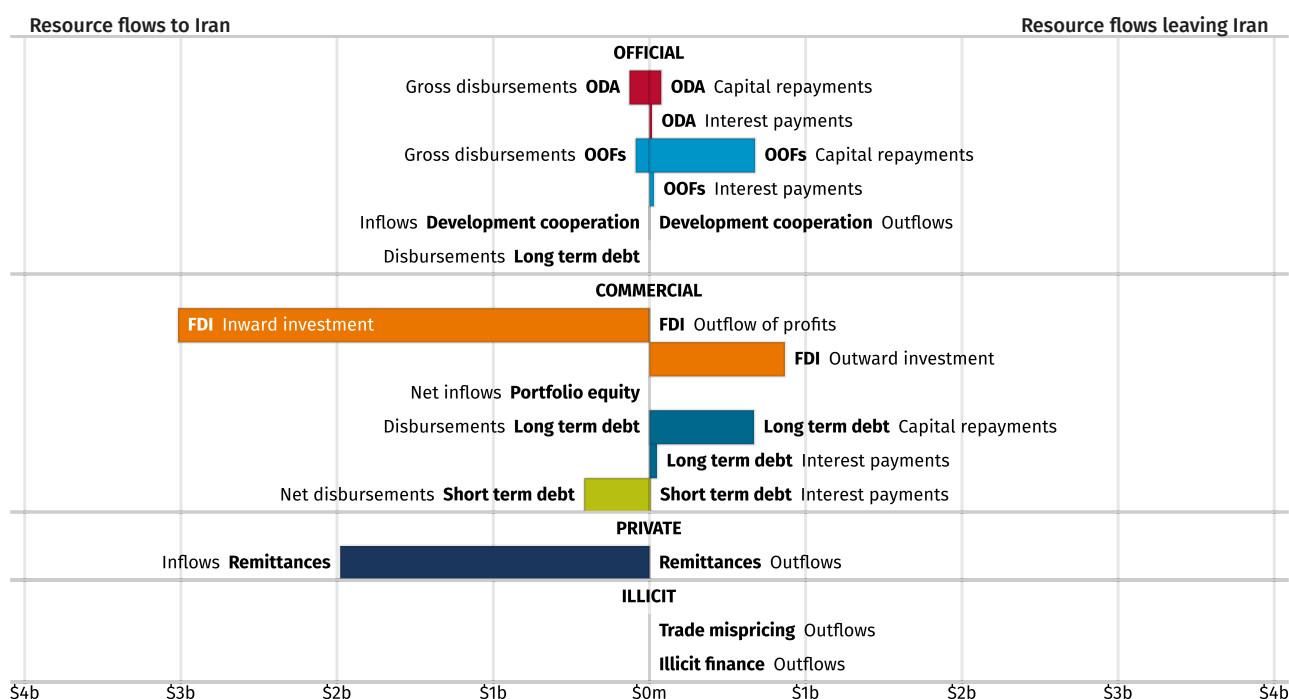 Resource flows to Iran Resource flows leaving Iran
OFFICIAL
Gross disbursements ODA ODA Capital repayments
ODA Interest payments
Gross disbursements OOFs OOFs Capital repayments
OOFs Interest payments
Inflows Development cooperation Development cooperation Outflows
Disbursements Long term debt
COMMERCIAL
FDI Inward investment FDI Outflow of profits
FDI Outward investment
Net inflows Portfolio equity
Disbursements Long term debt Long term debt Capital repayments
Long term debt Interest payments
Net disbursements Short term debt Short term debt Interest payments
PRIVATE
Inflows Remittances Remittances Outflows
ILLICIT
Trade mispricing Outflows
Illicit finance Outflows
$4b $3b $2b $1b $0m $1b $2b $3b $4b